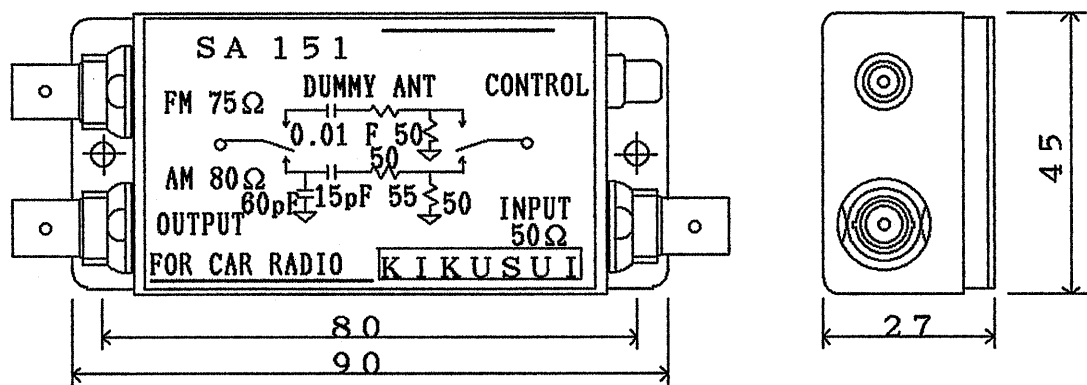 SA 151
DUMMY ANT
CONTROL
FM 75Ω
0.01 F 50
50
AM 80Ω
60pF 15pF 55 50
OUTPUT
INPUT
50Ω
FOR CAR RADIO
KIKUSUI
80
90
27
45